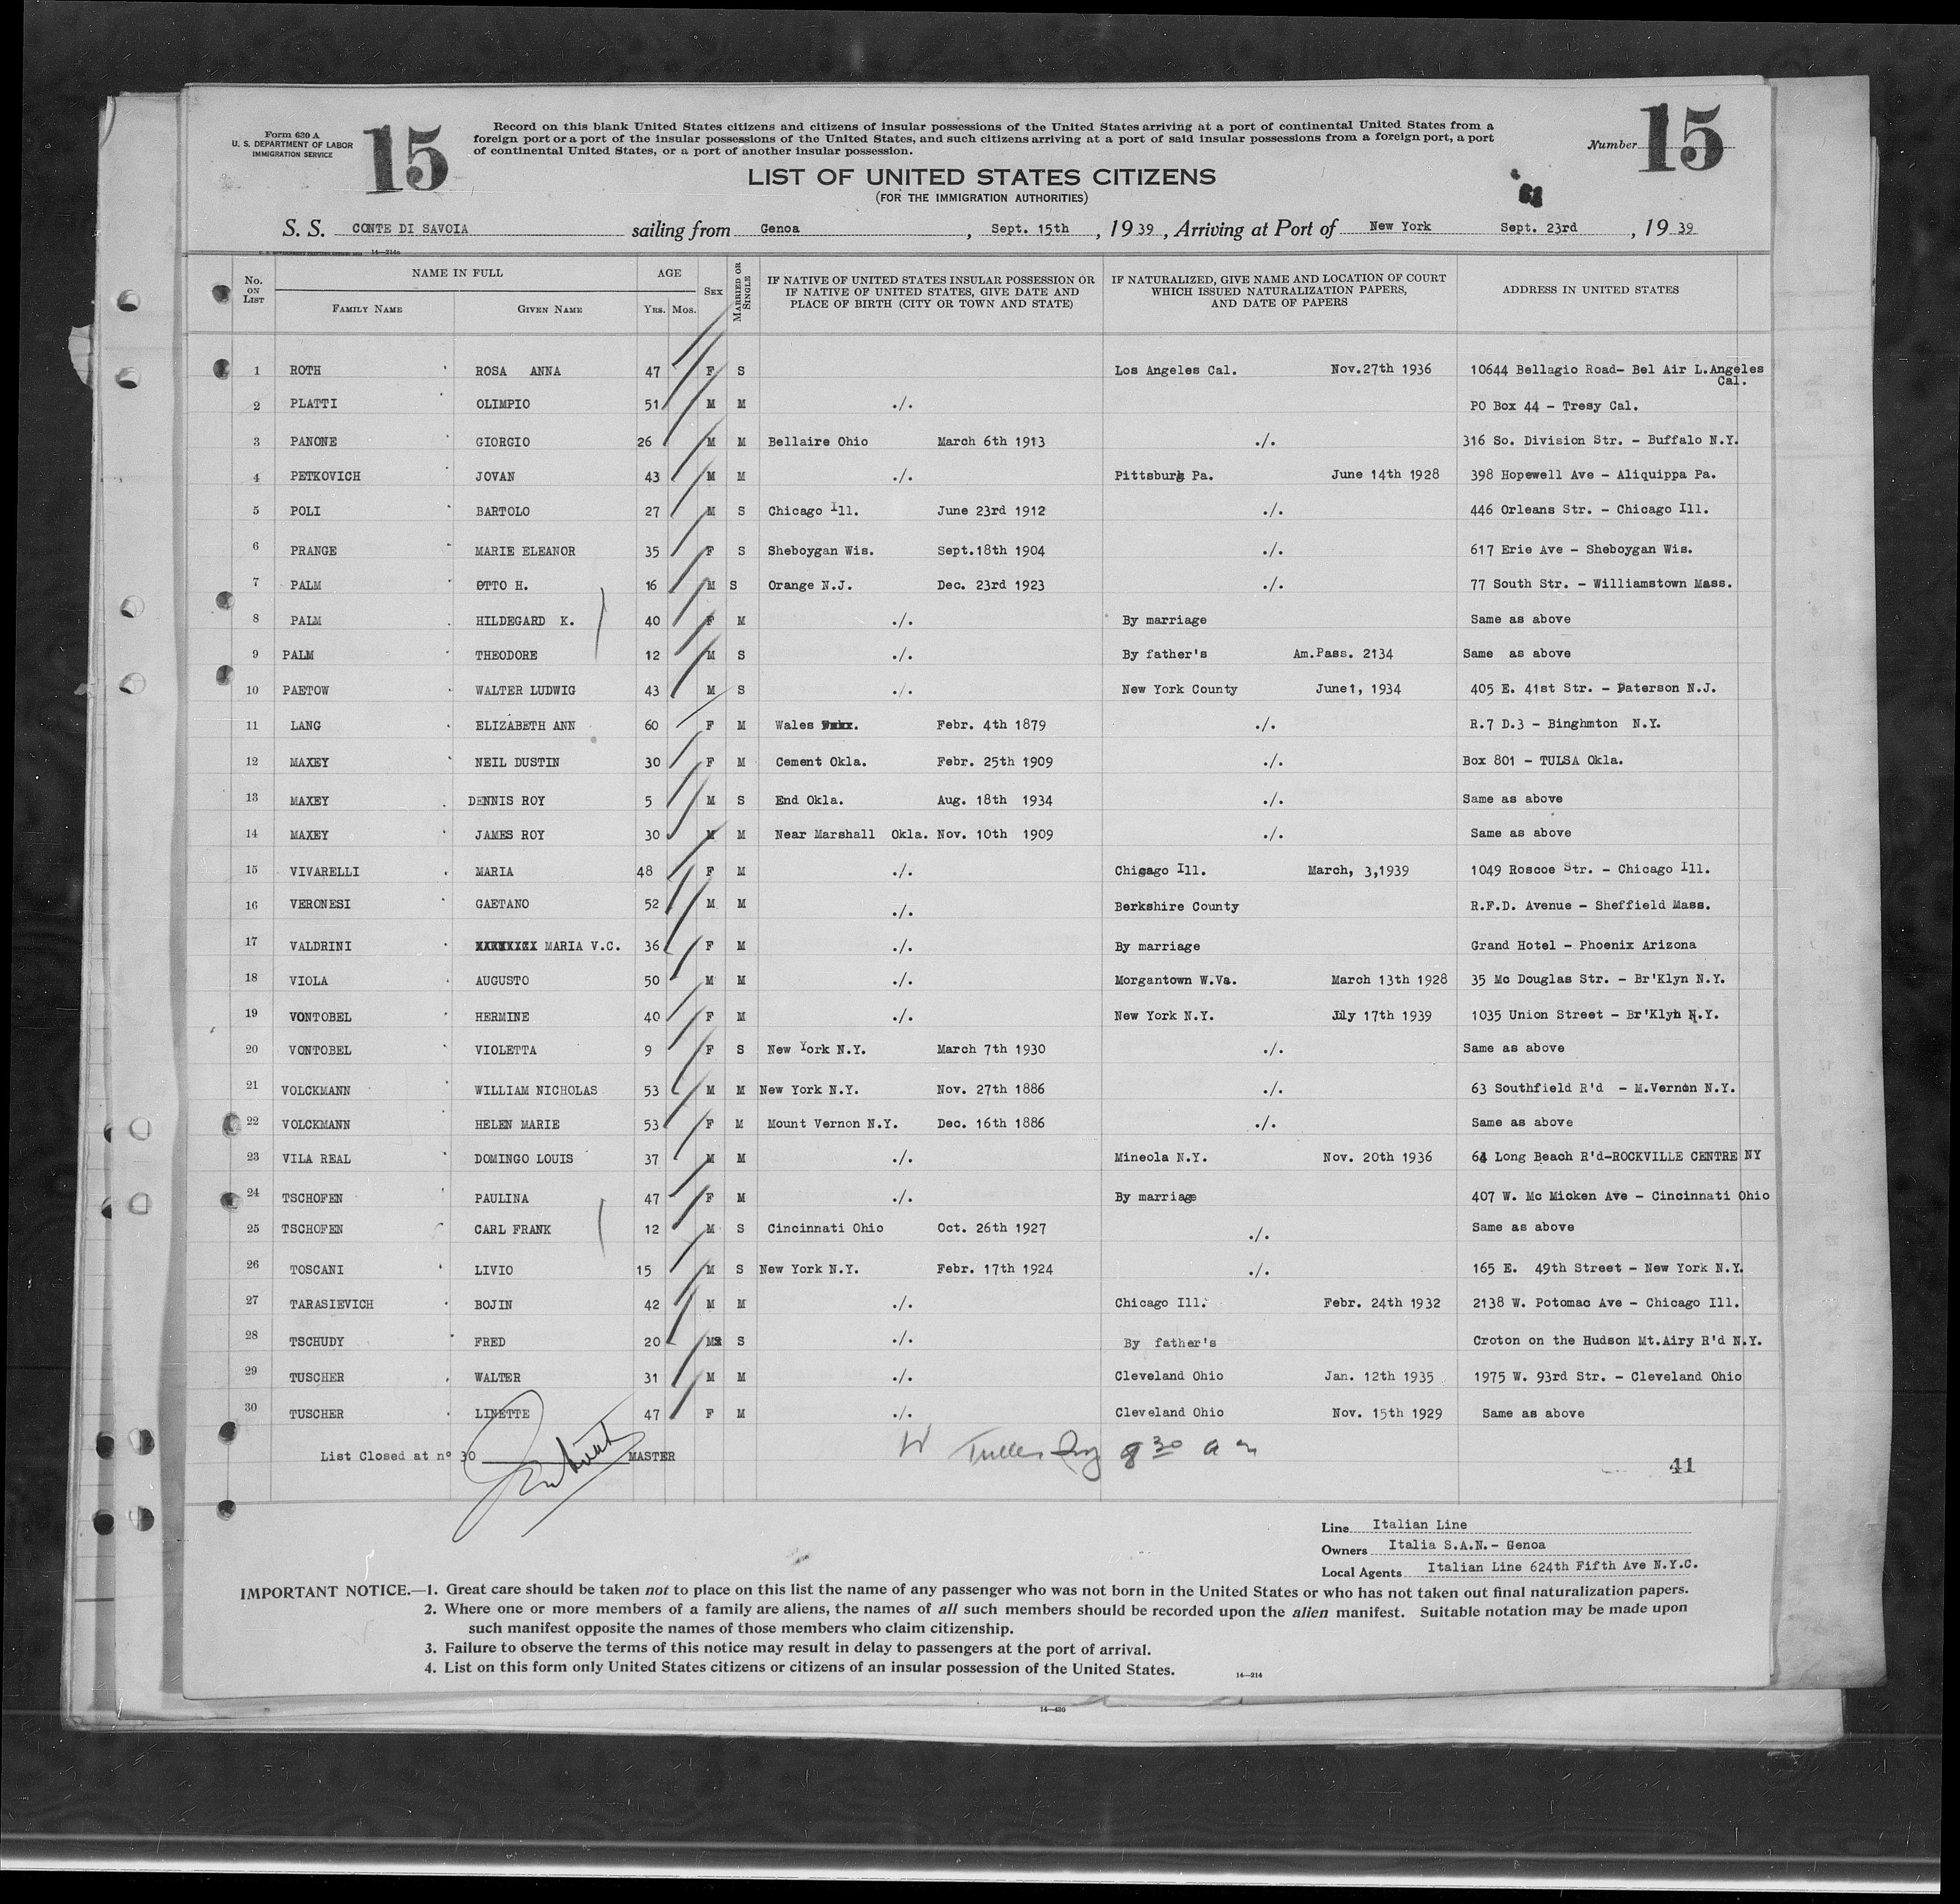 Form 630 A
U. S. DEPARTMENT OF LABOR
IMMIGRATION SERVICE
15
Record on this blank United States citizens and citizens of insular possessions of the United States arriving at a port of continental United States from a
foreign port or a port of the insular possessions of the United States, and such citizens arriving at a port of said insular possessions from a foreign port, a port
of continental United States, or a port of another insular possession.
Number 15
LIST OF UNITED STATES CITIZENS
(FOR THE IMMIGRATION AUTHORITIES)
S. S. CONTE DI SAVOIA sailing from Genoa, Sept. 15th, 1939, Arriving at Port of New York Sept. 23rd, 1939
14—214a
No. ON LIST NAME IN FULL FAMILY NAME GIVEN NAME AGE YRS. MOS. SEX MARRIED OR SINGLE IF NATIVE OF UNITED STATES INSULAR POSSESSION OR IF NATIVE OF UNITED STATES, GIVE DATE AND PLACE OF BIRTH (CITY OR TOWN AND STATE) IF NATURALIZED, GIVE NAME AND LOCATION OF COURT WHICH ISSUED NATURALIZATION PAPERS, AND DATE OF PAPERS ADDRESS IN UNITED STATES
1 ROTH ROSA ANNA 47 F S Los Angeles Cal. Nov.27th 1936 10644 Bellagio Road- Bel Air L.Angeles Cal.
2 PLATTI OLIMPIO 51 M M ./. PO Box 44 - Tresy Cal.
3 PANONE GIORGIO 26 M M Bellaire Ohio March 6th 1913 ./. 316 So. Division Str. - Buffalo N.Y.
4 PETKOVICH JOVAN 43 M M ./. Pittsburg Pa. June 14th 1928 398 Hopewell Ave - Aliquippa Pa.
5 POLI BARTOLO 27 M S Chicago Ill. June 23rd 1912 ./. 446 Orleans Str. - Chicago Ill.
6 PRANGE MARIE ELEANOR 35 F S Sheboygan Wis. Sept.18th 1904 ./. 617 Erie Ave - Sheboygan Wis.
7 PALM OTTO H. 16 M S Orange N.J. Dec. 23rd 1923 ./. 77 South Str. - Williamstown Mass.
8 PALM HILDEGARD K. 40 F M ./. By marriage Same as above
9 PALM THEODORE 12 M S ./. By father's Am.Pass. 2134 Same as above
10 PAETOW WALTER LUDWIG 43 M S ./. New York County June1, 1934 405 E. 41st Str. - Paterson N.J.
11 LANG ELIZABETH ANN 60 F M Wales Febr. 4th 1879 ./. R.7 D.3 - Binghmton N.Y.
12 MAXEY NEIL DUSTIN 30 F M Cement Okla. Febr. 25th 1909 ./. Box 801 - TULSA Okla.
13 MAXEY DENNIS ROY 5 M S End Okla. Aug. 18th 1934 ./. Same as above
14 MAXEY JAMES ROY 30 M M Near Marshall Okla. Nov. 10th 1909 ./. Same as above
15 VIVARELLI MARIA 48 F M ./. Chicago Ill. March, 3,1939 1049 Roscoe Str. - Chicago Ill.
16 VERONESI GAETANO 52 M M ./. Berkshire County R.F.D. Avenue - Sheffield Mass.
17 VALDRINI MARIA V.C. 36 F M ./. By marriage Grand Hotel - Phoenix Arizona
18 VIOLA AUGUSTO 50 M M ./. Morgantown W.Va. March 13th 1928 35 Mc Douglas Str. - Br'Klyn N.Y.
19 VONTOBEL HERMINE 40 F M ./. New York N.Y. July 17th 1939 1035 Union Street - Br'Klyn N.Y.
20 VONTOBEL VIOLETTA 9 F S New York N.Y. March 7th 1930 ./. Same as above
21 VOLCKMANN WILLIAM NICHOLAS 53 M M New York N.Y. Nov. 27th 1886 ./. 63 Southfield R'd - M.Vernon N.Y.
22 VOLCKMANN HELEN MARIE 53 F M Mount Vernon N.Y. Dec. 16th 1886 ./. Same as above
23 VILA REAL DOMINGO LOUIS 37 M M ./. Mineola N.Y. Nov. 20th 1936 64 Long Beach R'd-ROCKVILLE CENTRE NY
24 TSCHOFEN PAULINA 47 F M ./. By marriage 407 W. Mc Micken Ave - Cincinnati Ohio
25 TSCHOFEN CARL FRANK 12 M S Cincinnati Ohio Oct. 26th 1927 ./. Same as above
26 TOSCANI LIVIO 15 M S New York N.Y. Febr. 17th 1924 ./. 165 E. 49th Street - New York N.Y.
27 TARASIEVICH BOJIN 42 M M ./. Chicago Ill. Febr. 24th 1932 2138 W. Potomac Ave - Chicago Ill.
28 TSCHUDY FRED 20 M S ./. By father's Croton on the Hudson Mt.Airy R'd N.Y.
29 TUSCHER WALTER 31 M M ./. Cleveland Ohio Jan. 12th 1935 1975 W. 93rd Str. - Cleveland Ohio
30 TUSCHER LINETTE 47 F M ./. Cleveland Ohio Nov. 15th 1929 Same as above
List Closed at n° 30 MASTER
8 30 a m
41
Line Italian Line
Owners Italia S.A.N.- Genoa
Local Agents Italian Line 624th Fifth Ave N.Y.C.
IMPORTANT NOTICE.—1. Great care should be taken not to place on this list the name of any passenger who was not born in the United States or who has not taken out final naturalization papers.
2. Where one or more members of a family are aliens, the names of all such members should be recorded upon the alien manifest. Suitable notation may be made upon
such manifest opposite the names of those members who claim citizenship.
3. Failure to observe the terms of this notice may result in delay to passengers at the port of arrival.
4. List on this form only United States citizens or citizens of an insular possession of the United States.
14—214
14—430